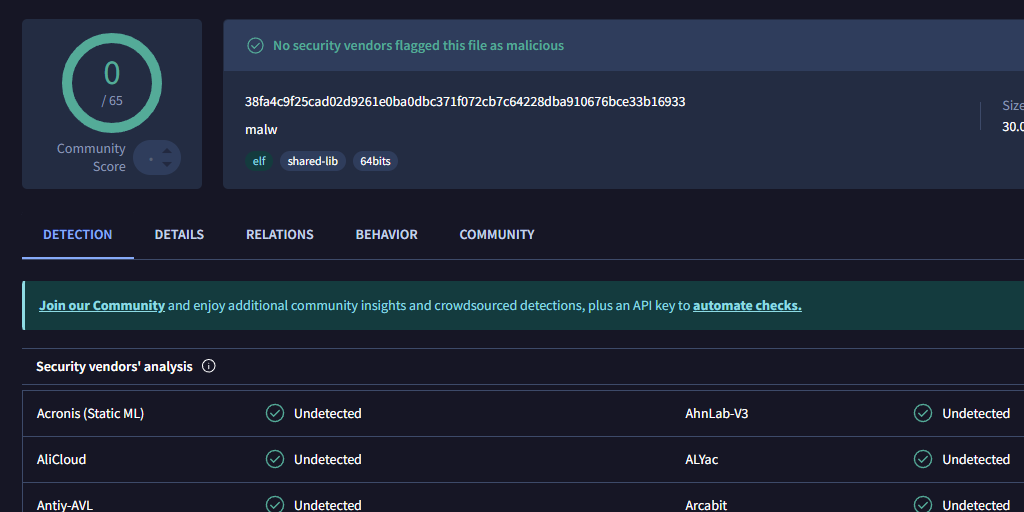 0
/ 65
Community
Score
No security vendors flagged this file as malicious
38fa4c9f25cad02d9261e0ba0dbc371f072cb7c64228dba910676bce33b16933
malw
elf shared-lib 64bits
Size
30.0
DETECTION DETAILS RELATIONS BEHAVIOR COMMUNITY
Join our Community and enjoy additional community insights and crowdsourced detections, plus an API key to automate checks.
Security vendors' analysis
Acronis (Static ML) Undetected AhnLab-V3 Undetected
AliCloud Undetected ALYac Undetected
Antiy-AVL Undetected Arcabit Undetected